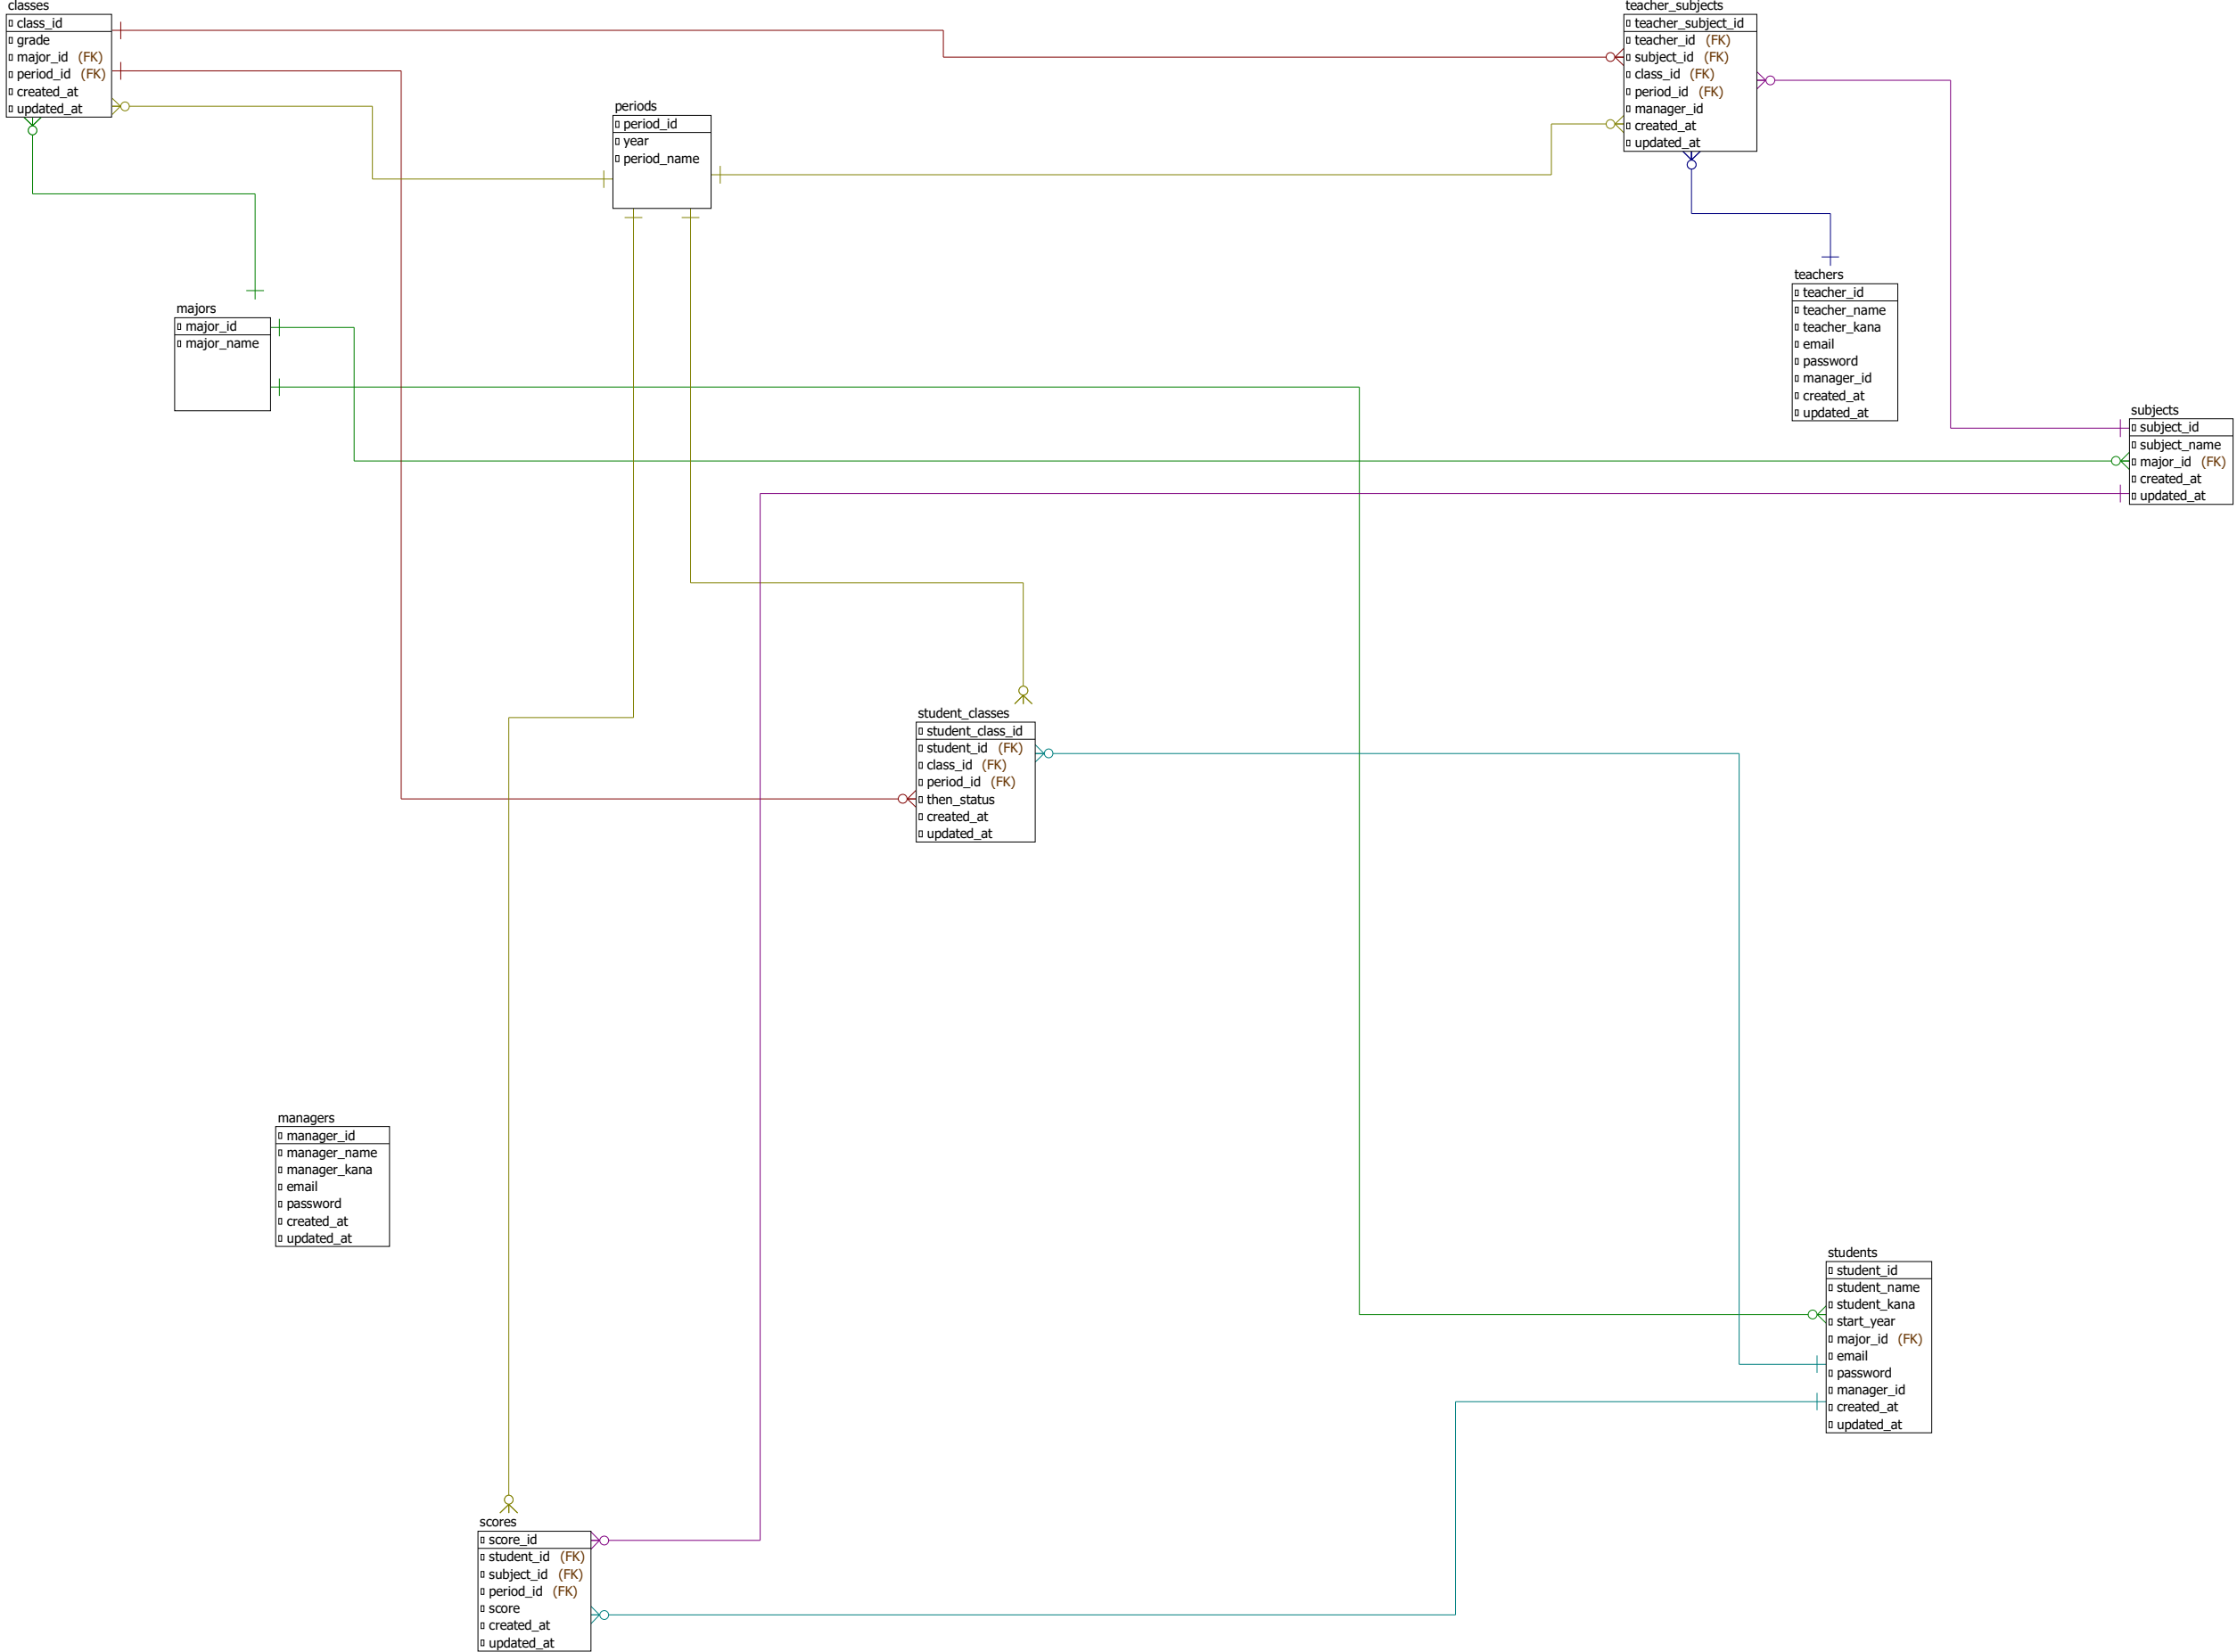 classes
class_id
grade
major_id (FK)
period_id (FK)
created_at
updated_at
teacher_subjects
teacher_subject_id
teacher_id (FK)
subject_id (FK)
class_id (FK)
period_id (FK)
manager_id
created_at
updated_at
periods
period_id
year
period_name
majors
major_id
major_name
teachers
teacher_id
teacher_name
teacher_kana
email
password
manager_id
created_at
updated_at
subjects
subject_id
subject_name
major_id (FK)
created_at
updated_at
student_classes
student_class_id
student_id (FK)
class_id (FK)
period_id (FK)
then_status
created_at
updated_at
managers
manager_id
manager_name
manager_kana
email
password
created_at
updated_at
students
student_id
student_name
student_kana
start_year
major_id (FK)
email
password
manager_id
created_at
updated_at
scores
score_id
student_id (FK)
subject_id (FK)
period_id (FK)
score
created_at
updated_at